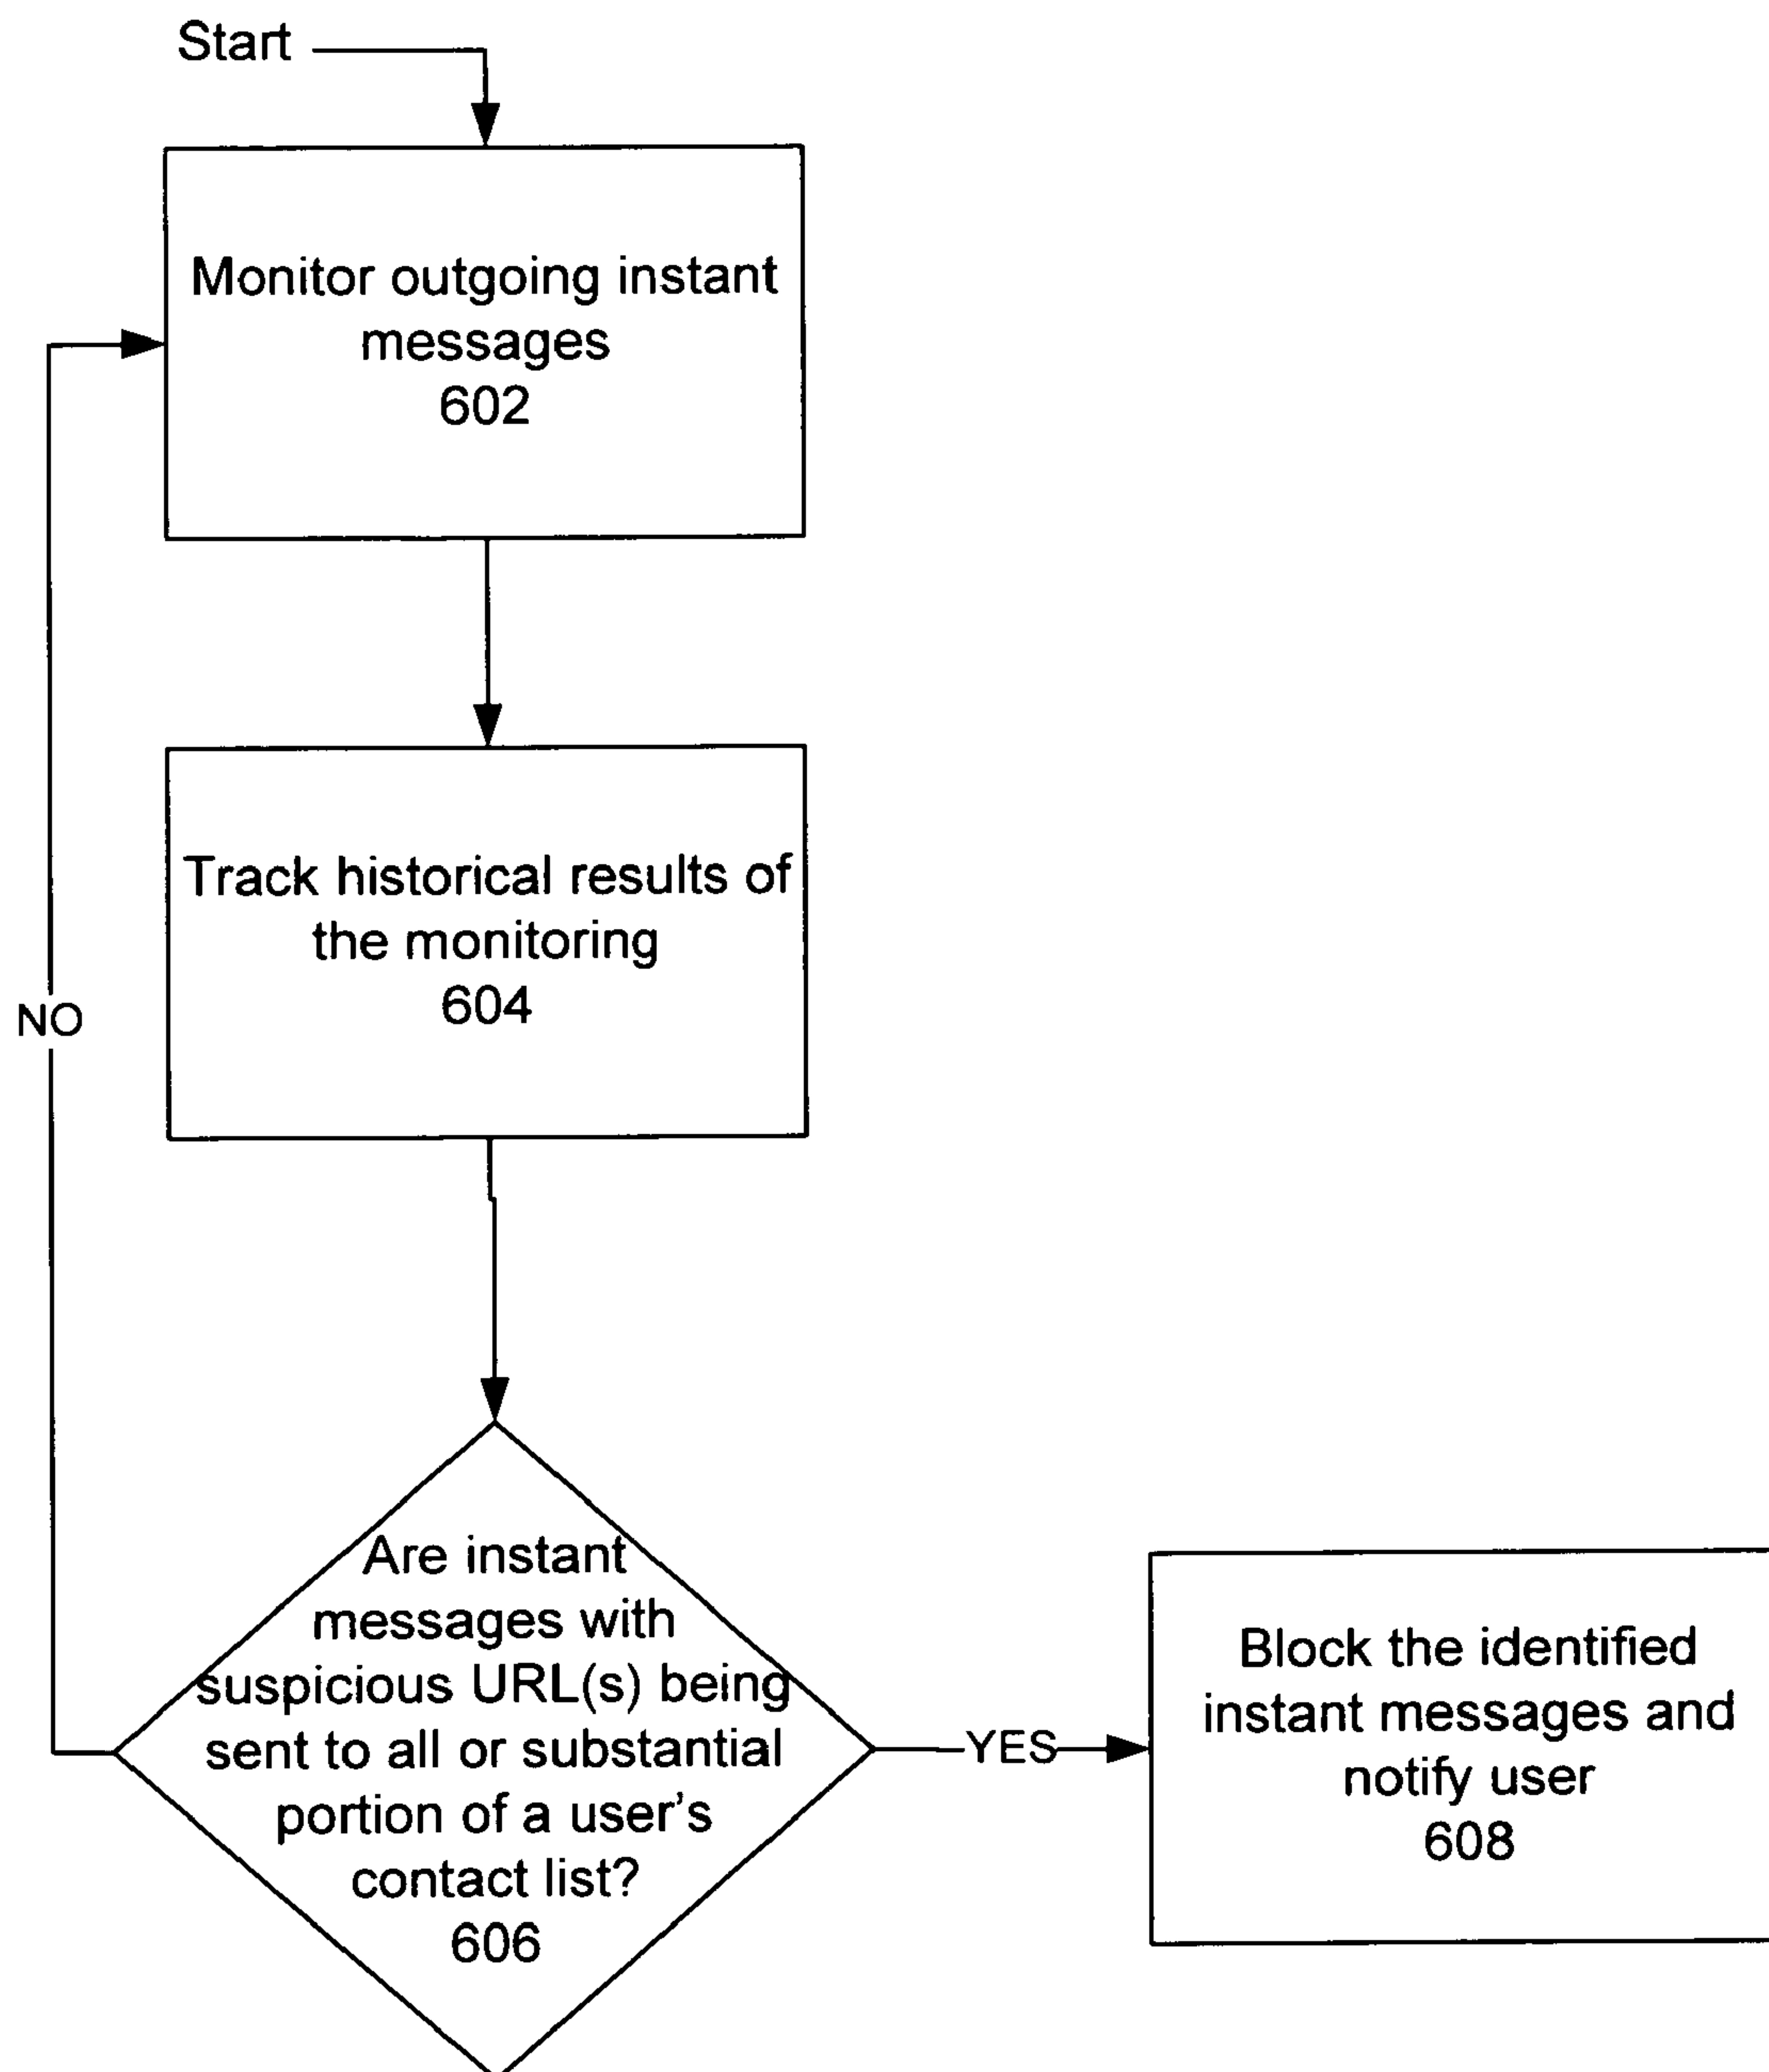 Start
Monitor outgoing instant
messages
602
Track historical results of
the monitoring
604
NO
Are instant
messages with
suspicious URL(s) being
sent to all or substantial
portion of a user's
contact list?
606
YES
Block the identified
instant messages and
notify user
608